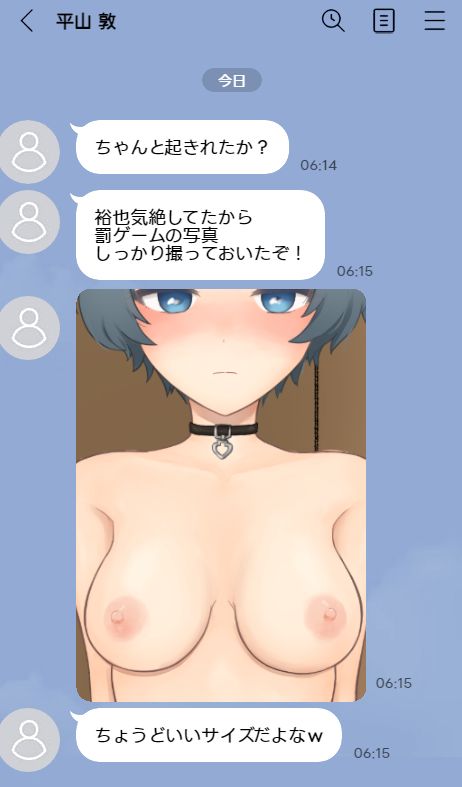 平山 敦
今日
ちゃんと起きれたか？
06:14
裕也気絶してたから
罰ゲームの写真
しっかり撮っておいたぞ！
06:15
06:15
ちょうどいいサイズだよなｗ
06:15